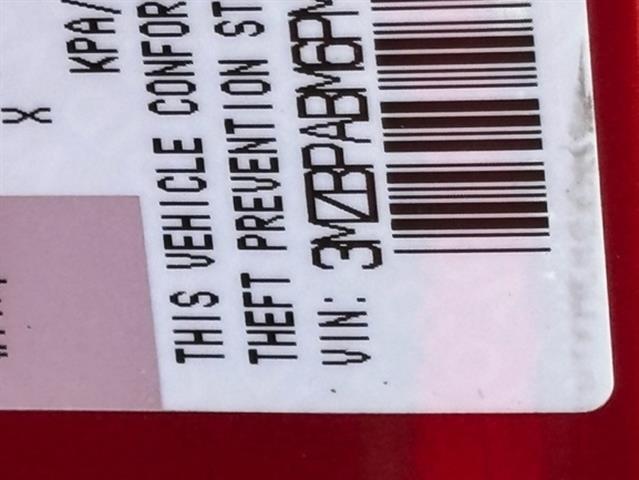 X
KPA/
THIS VEHICLE CONFOR
THEFT PREVENTION ST
VIN: 3MZBPABM6PM